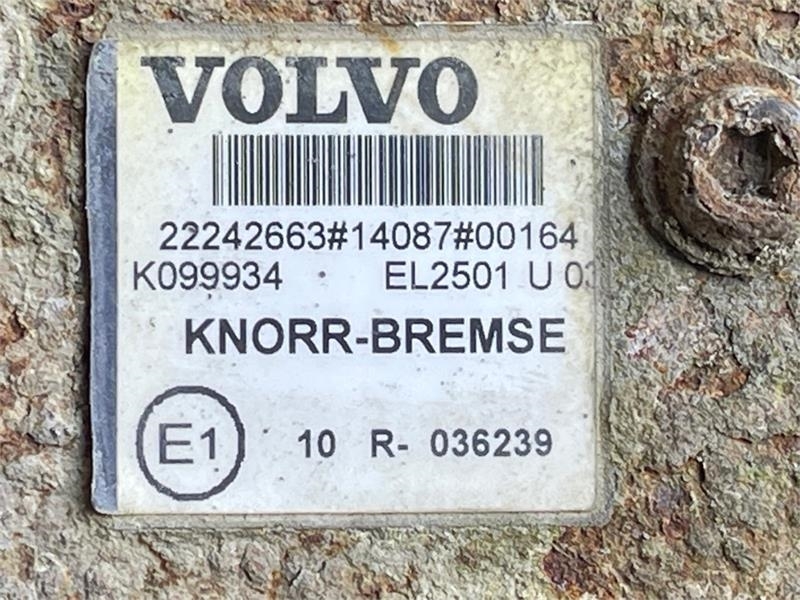 VOLVO
22242663#14087#00164
K099934 EL2501 U 03
KNORR-BREMSE
E1 10 R- 036239